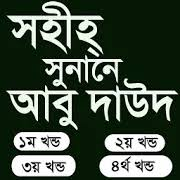 সহীহ্
সুনানে
আবু দাউদ
১ম খন্ড ২য় খন্ড
৩য় খন্ড ৪র্থ খন্ড